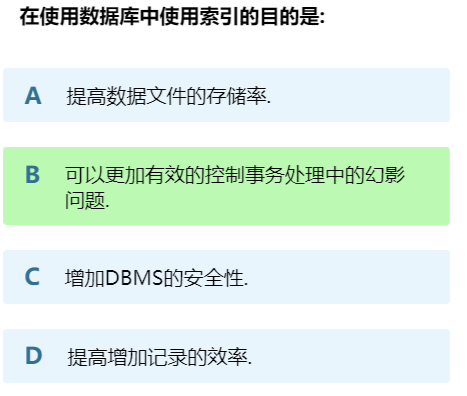 在使用数据库中使用索引的目的是:
A 提高数据文件的存储率.
B 可以更加有效的控制事务处理中的幻影
问题.
C 增加DBMS的安全性.
D 提高增加记录的效率.